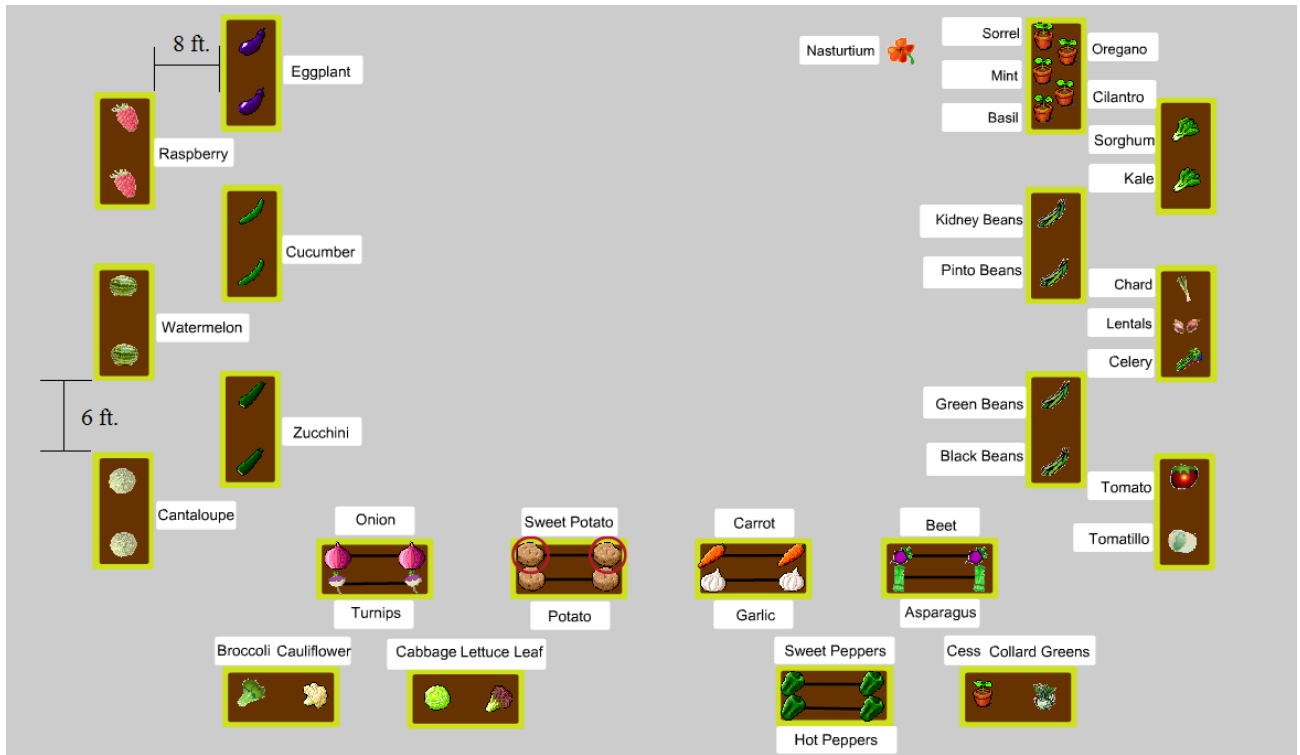 8 ft.
Eggplant
Raspberry
Cucumber
Watermelon
6 ft.
Zucchini
Cantaloupe
Nasturtium
Sorrel
Oregano
Mint
Cilantro
Basil
Sorghum
Kale
Kidney Beans
Pinto Beans
Chard
Lentals
Celery
Green Beans
Black Beans
Tomato
Tomatillo
Onion
Sweet Potato
Carrot
Beet
Turnips
Potato
Garlic
Asparagus
Broccoli Cauliflower
Cabbage Lettuce Leaf
Sweet Peppers
Cess Collard Greens
Hot Peppers